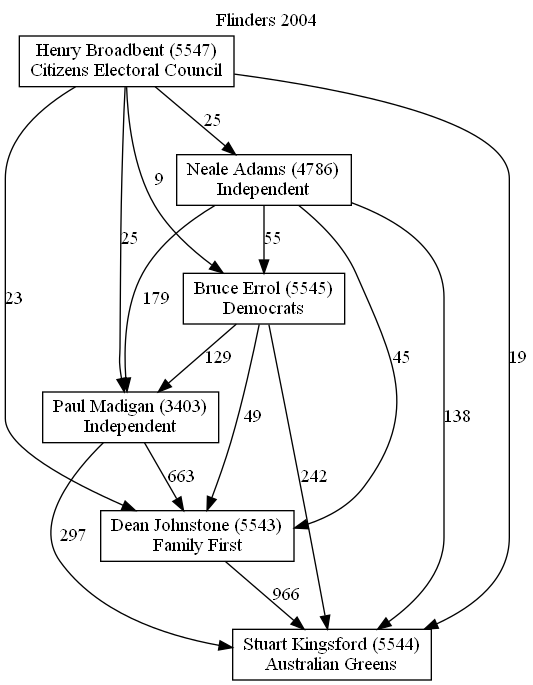 Flinders 2004
Henry Broadbent (5547)
Citizens Electoral Council
25
Neale Adams (4786)
Independent
9
55
25
179
23
Bruce Errol (5545)
Democrats
129
45
19
Paul Madigan (3403)
Independent
49
138
663
242
297
Dean Johnstone (5543)
Family First
966
Stuart Kingsford (5544)
Australian Greens